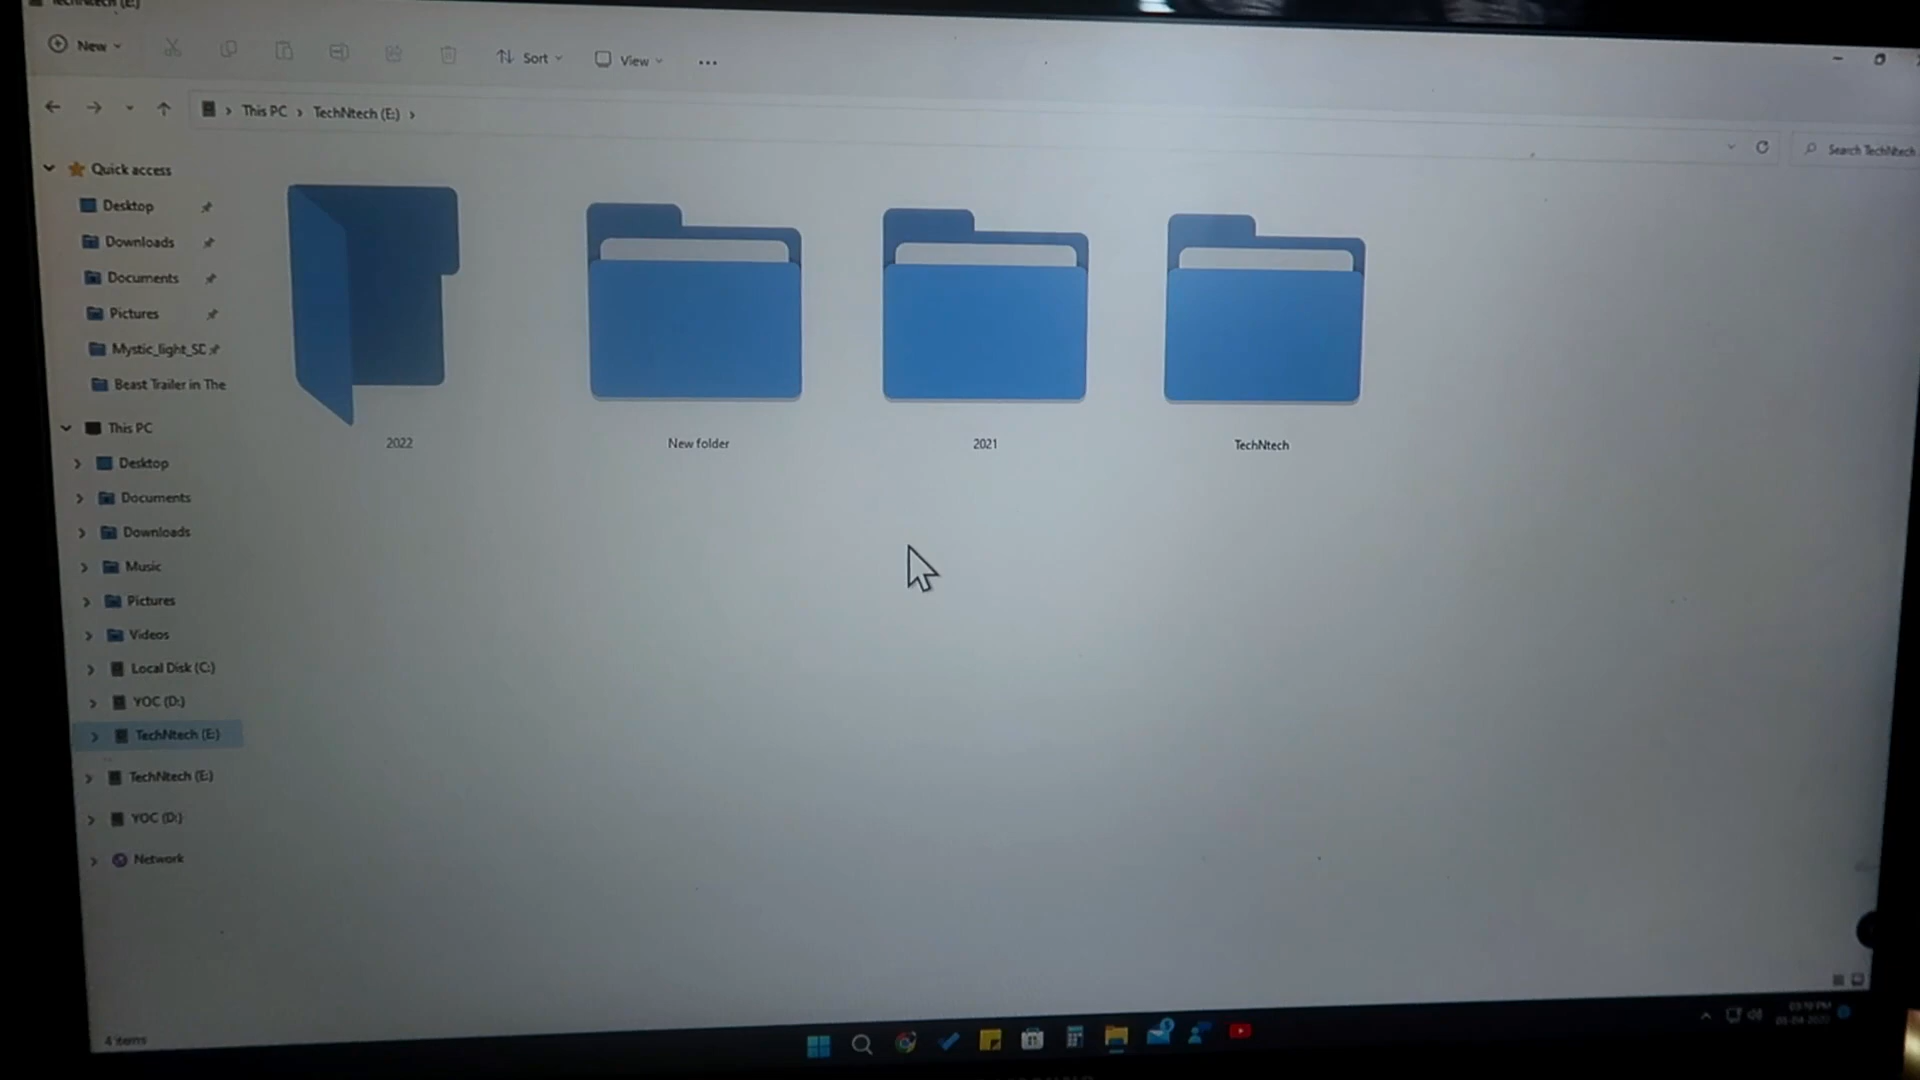 TechNtech (E:)
New
Sort
View
This PC > TechNtech (E:) >
Search TechNtech
Quick access
Desktop
Downloads
Documents
Pictures
Mystic_light_SD
Beast Trailer in The
This PC
Desktop
Documents
Downloads
Music
Pictures
Videos
Local Disk (C:)
YOC (D:)
TechNtech (E:)
TechNtech (E:)
YOC (D:)
Network
2022
New folder
2021
TechNtech
4 items